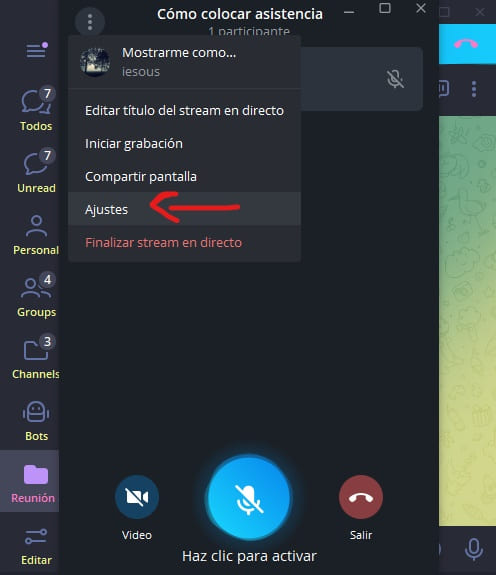 Cómo colocar asistencia
1 participante
Mostrarme como...
iesous
Editar título del stream en directo
Iniciar grabación
Compartir pantalla
Ajustes
Finalizar stream en directo
7
Todos
7
Unread
Personal
4
Groups
3
Channels
Bots
Reunión
Editar
Video
Salir
Haz clic para activar